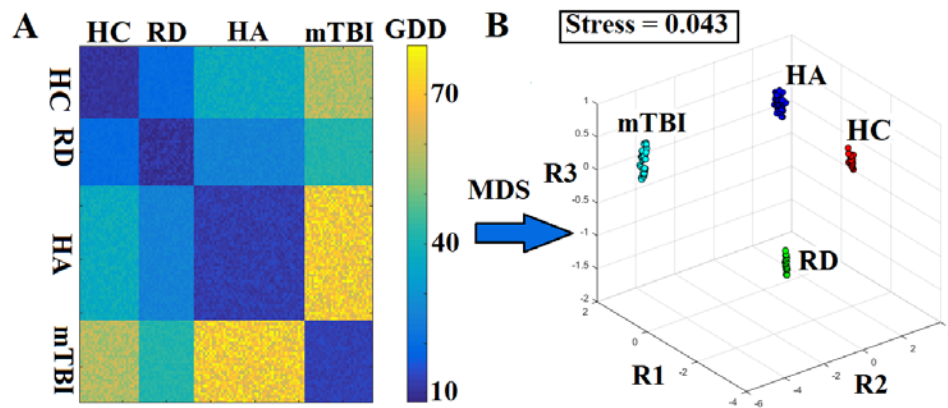 A
HC RD HA mTBI GDD
HC
RD
HA
mTBI
70
40
10
MDS
B
Stress = 0.043
HA
mTBI
HC
RD
R3
1
0.5
0
-0.5
-1
-1.5
-2
2
0
-2
-4
R1
-6
-4
-2
0
2
R2